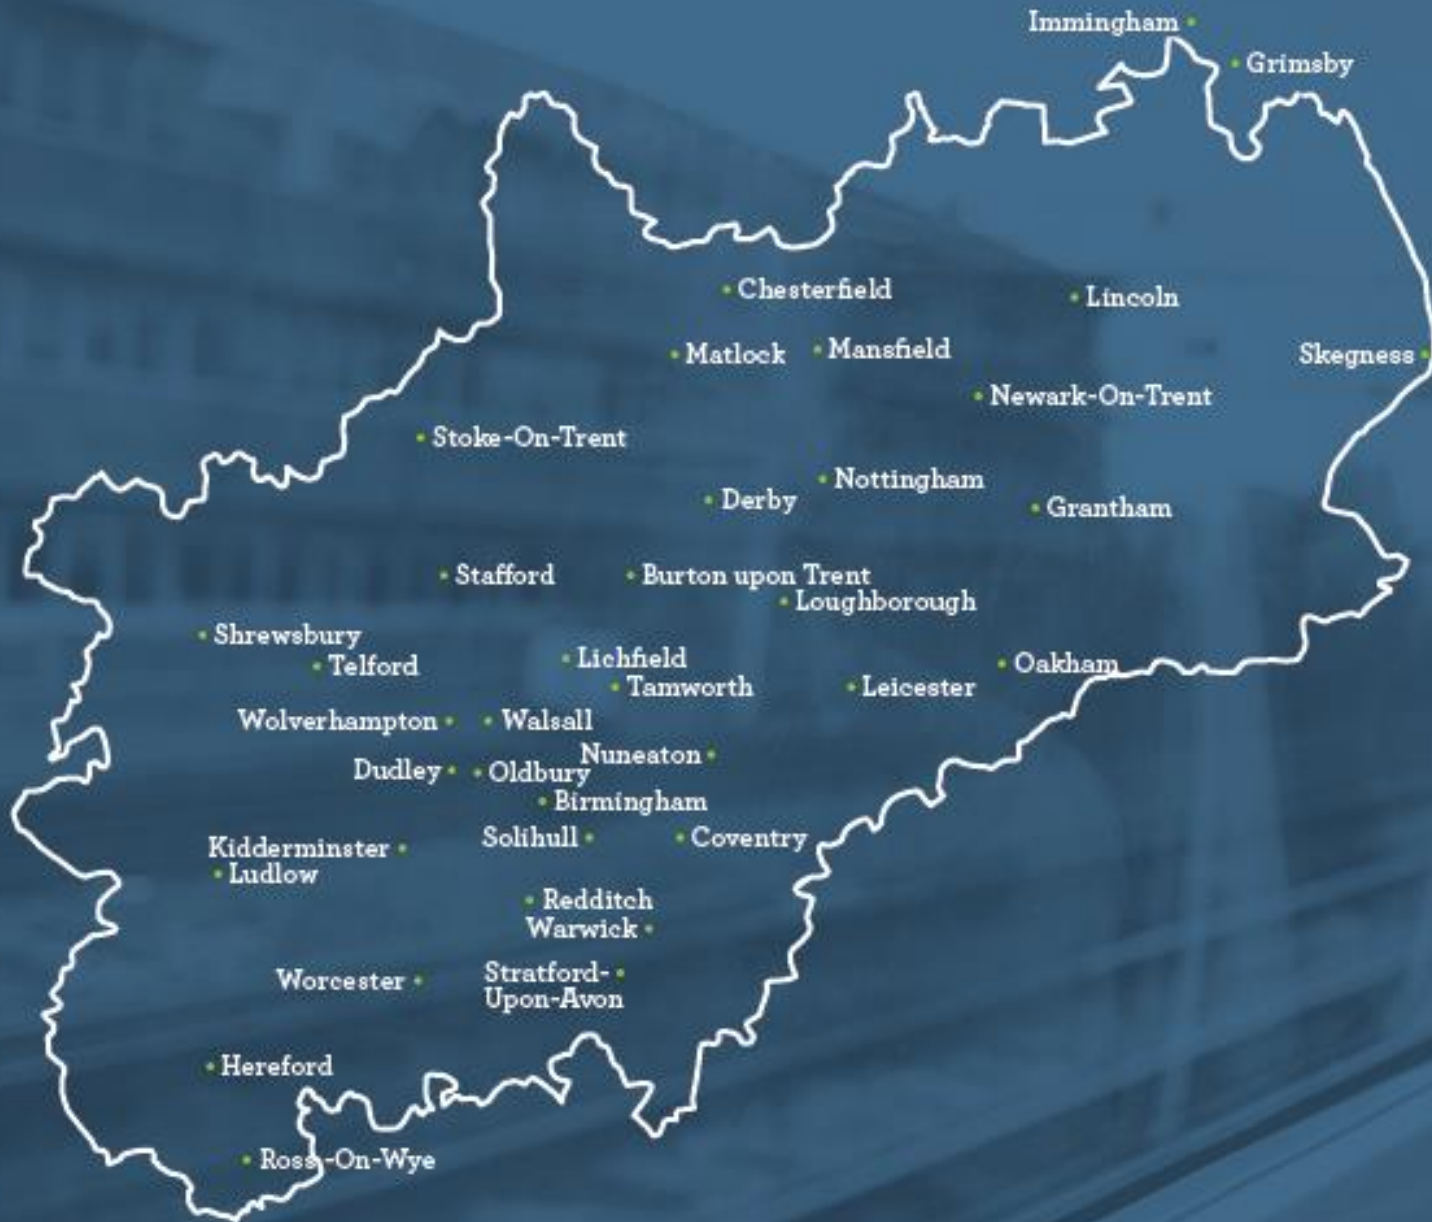 Immingham
Grimsby
Chesterfield
Lincoln
Matlock
Mansfield
Skegness
Newark-On-Trent
Stoke-On-Trent
Nottingham
Derby
Grantham
Stafford
Burton upon Trent
Loughborough
Shrewsbury
Telford
Lichfield
Oakham
Tamworth
Leicester
Wolverhampton
Walsall
Nuneaton
Dudley
Oldbury
Birmingham
Solihull
Coventry
Kidderminster
Ludlow
Redditch
Warwick
Worcester
Stratford-
Upon-Avon
Hereford
Ross-On-Wye